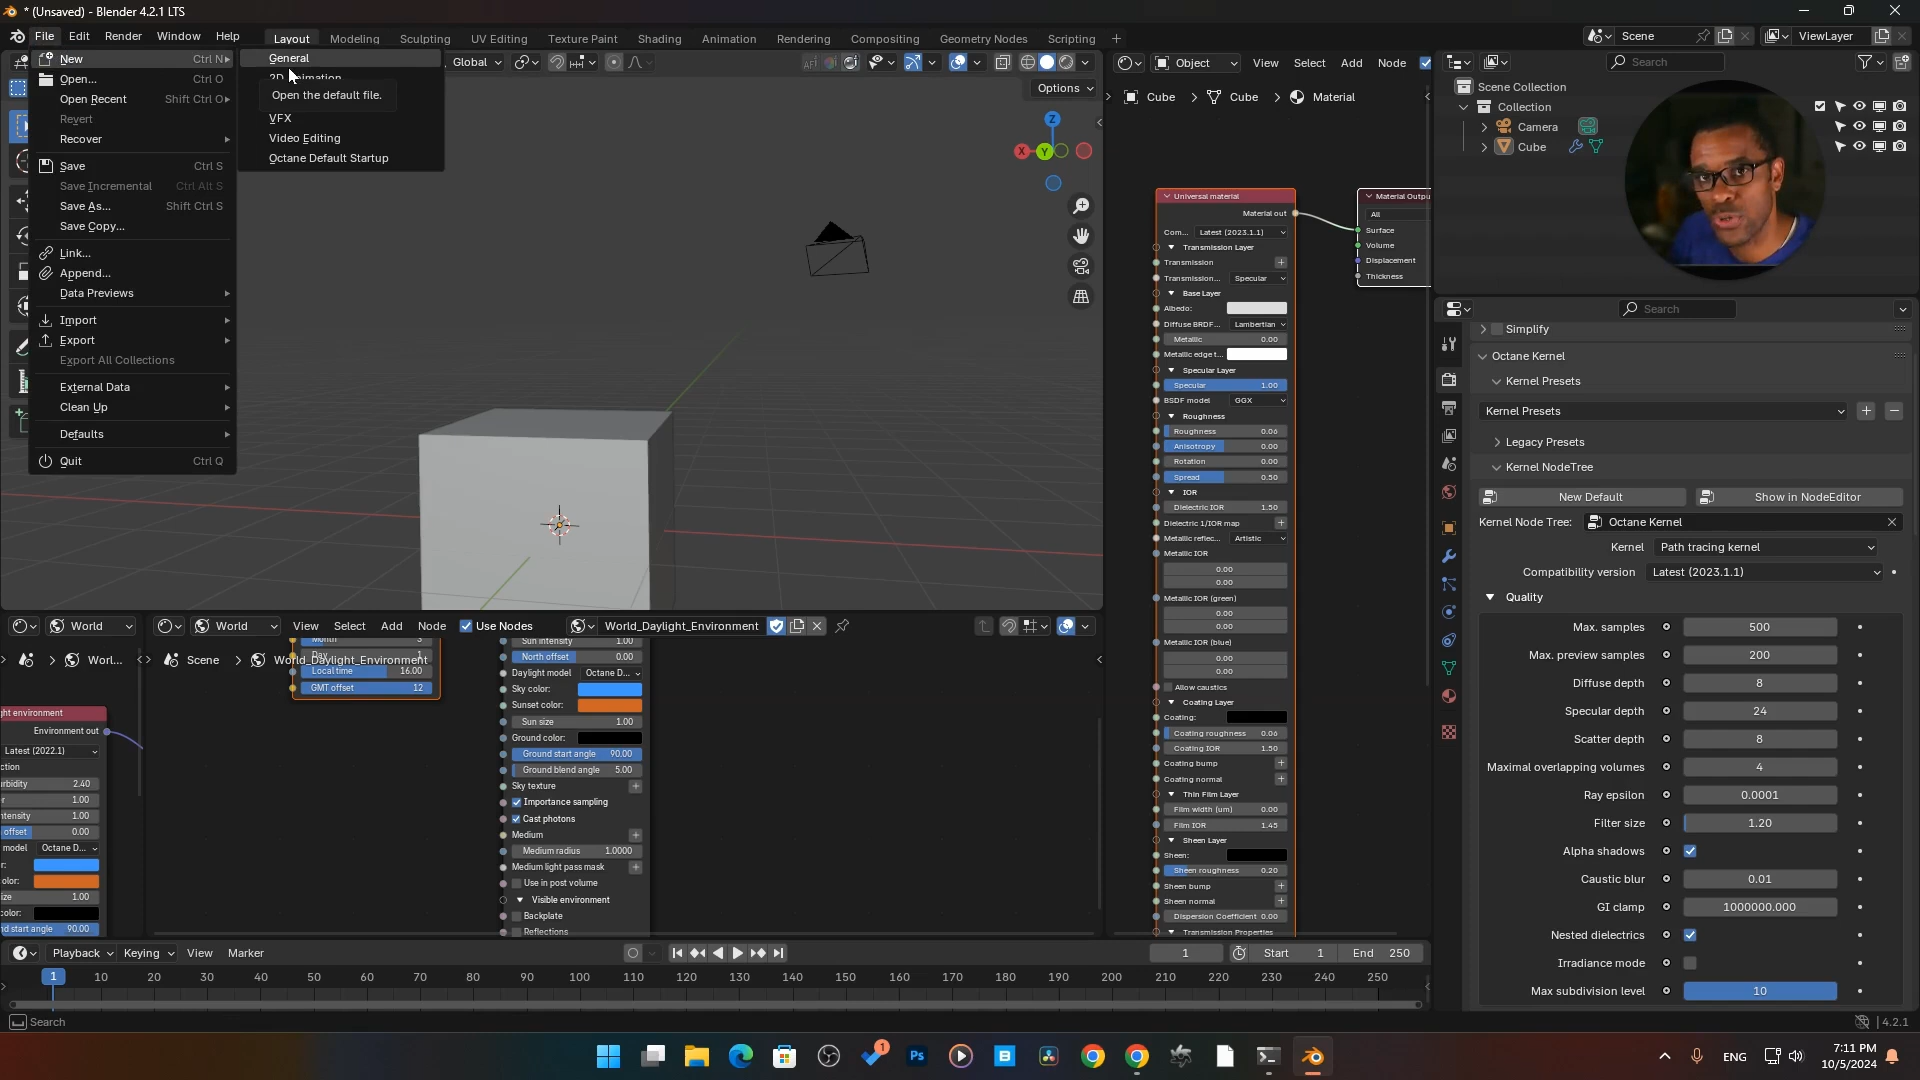 * (Unsaved) - Blender 4.2.1 LTS
File Edit Render Window Help
Layout Modeling Sculpting UV Editing Texture Paint Shading Animation Rendering Compositing Geometry Nodes Scripting +
Scene
ViewLayer
New Ctrl N
Open... Ctrl O
Open Recent Shift Ctrl O
Revert
Recover
Save Ctrl S
Save Incremental Ctrl Alt S
Save As... Shift Ctrl S
Save Copy...
Link...
Append...
Data Previews
Import
Export
Export All Collections
External Data
Clean Up
Defaults
Quit Ctrl Q
General
2D Animation
Open the default file.
VFX
Video Editing
Octane Default Startup
Global
Options
Z
X
Y
Object View Select Add Node
Cube > Cube > Material
Universal material
Material out
Com... Latest (2023.1.1)
Transmission Layer
Transmission
Transmission... Specular
Base Layer
Albedo:
Diffuse BRDF... Lambertian
Metallic 0.00
Metallic edge t...
Specular Layer
Specular 1.00
BSDF model GGX
Roughness
Roughness 0.06
Anisotropy 0.00
Rotation 0.00
Spread 0.50
IOR
Dielectric IOR 1.50
Dielectric 1/IOR map
Metallic reflec... Artistic
Metallic IOR
0.00
0.00
Metallic IOR (green)
0.00
0.00
Metallic IOR (blue)
0.00
0.00
Allow caustics
Coating Layer
Coating:
Coating roughness 0.06
Coating IOR 1.50
Coating bump
Coating normal
Thin Film Layer
Film width (um) 0.00
Film IOR 1.45
Sheen Layer
Sheen:
Sheen roughness 0.20
Sheen bump
Sheen normal
Dispersion Coefficient 0.00
Transmission Properties
Material Outpu
All
Surface
Volume
Displacement
Thickness
Search
Scene Collection
Collection
Camera
Cube
Search
Simplify
Octane Kernel
Kernel Presets
Kernel Presets
Legacy Presets
Kernel NodeTree
New Default Show in NodeEditor
Kernel Node Tree: Octane Kernel
Kernel Path tracing kernel
Compatibility version Latest (2023.1.1)
Quality
Max. samples 500
Max. preview samples 200
Diffuse depth 8
Specular depth 24
Scatter depth 8
Maximal overlapping volumes 4
Ray epsilon 0.0001
Filter size 1.20
Alpha shadows
Caustic blur 0.01
GI clamp 1000000.000
Nested dielectrics
Irradiance mode
Max subdivision level 10
World
World View Select Add Node Use Nodes World_Daylight_Environment
Worl...
Scene > World_Daylight_Environment
Month 3
Day 1
Local time 16.00
GMT offset 12
ght environment
Environment out
Latest (2022.1)
ction
urbidity 2.40
r 1.00
ntensity 1.00
offset 0.00
model Octane D...
r:
olor:
ize 1.00
color:
nd start angle 90.00
Sun intensity 1.00
North offset 0.00
Daylight model Octane D...
Sky color:
Sunset color:
Sun size 1.00
Ground color:
Ground start angle 90.00
Ground blend angle 5.00
Sky texture
Importance sampling
Cast photons
Medium
Medium radius 1.0000
Medium light pass mask
Use in post volume
Visible environment
Backplate
Reflections
Playback Keying View Marker
1 Start 1 End 250
1 10 20 30 40 50 60 70 80 90 100 110 120 130 140 150 160 170 180 190 200 210 220 230 240 250
Search
4.2.1
1
Ps
ENG
7:11 PM
10/5/2024